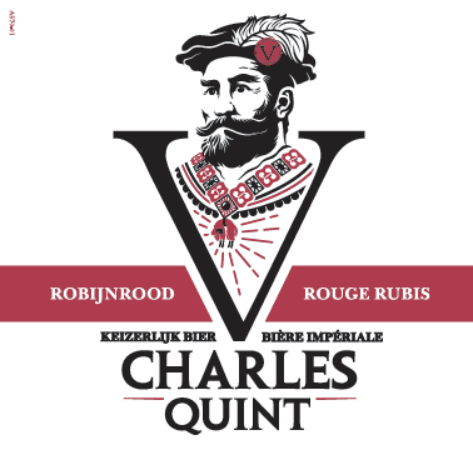 V
V
ROBIJNROOD ROUGE RUBIS
KEIZERLIJK BIER BIÈRE IMPÉRIALE
CHARLES
QUINT